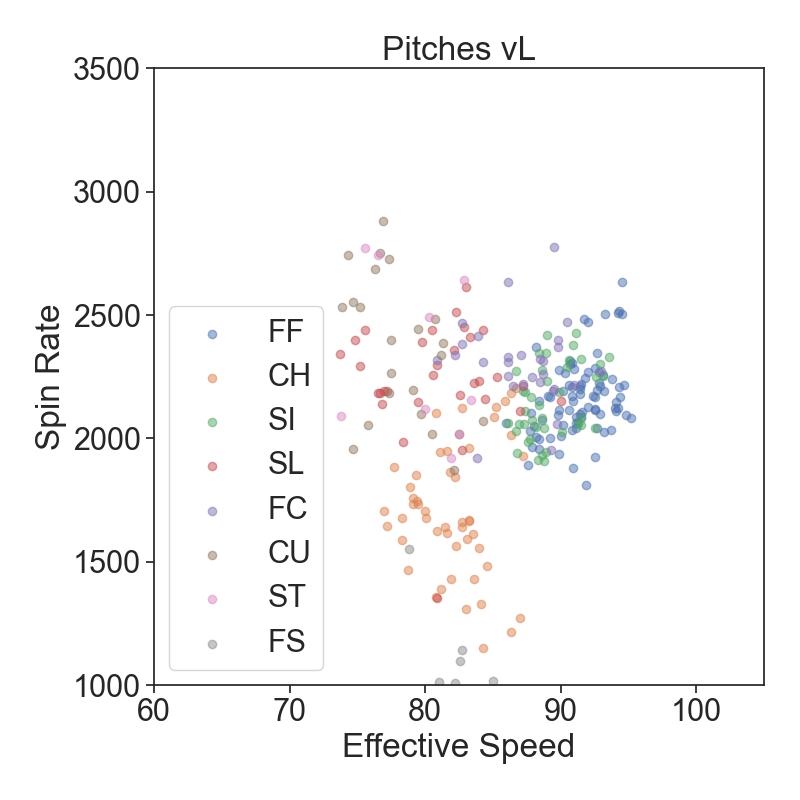 Pitches vL
3500
3000
2500
2000
1500
1000
Spin Rate
FF
CH
SI
SL
FC
CU
ST
FS
60 70 80 90 100
Effective Speed